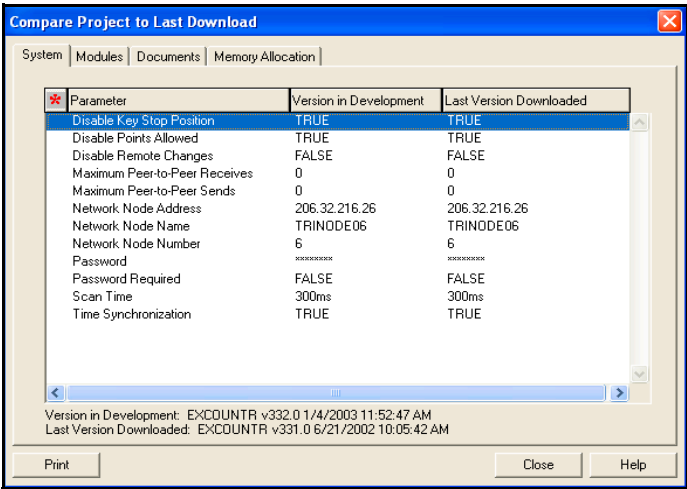 Compare Project to Last Download
System Modules Documents Memory Allocation
* Parameter Version in Development Last Version Downloaded
Disable Key Stop Position TRUE TRUE
Disable Points Allowed TRUE TRUE
Disable Remote Changes FALSE FALSE
Maximum Peer-to-Peer Receives 0 0
Maximum Peer-to-Peer Sends 0 0
Network Node Address 206.32.216.26 206.32.216.26
Network Node Name TRINODE06 TRINODE06
Network Node Number 6 6
Password ******** ********
Password Required FALSE FALSE
Scan Time 300ms 300ms
Time Synchronization TRUE TRUE
Version in Development: EXCOUNTR v332.0 1/4/2003 11:52:47 AM
Last Version Downloaded: EXCOUNTR v331.0 6/21/2002 10:05:42 AM
Print Close Help